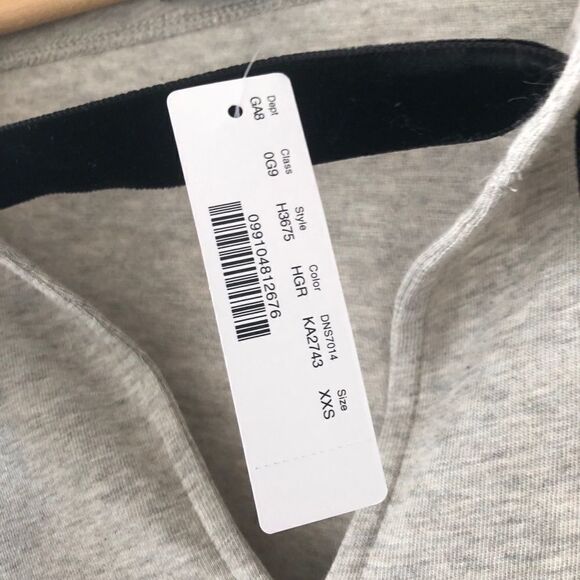 Dept Class Style Color DNS7014 Size
GA8 0G9 H3675 HGR KA2743 XXS
099104812676